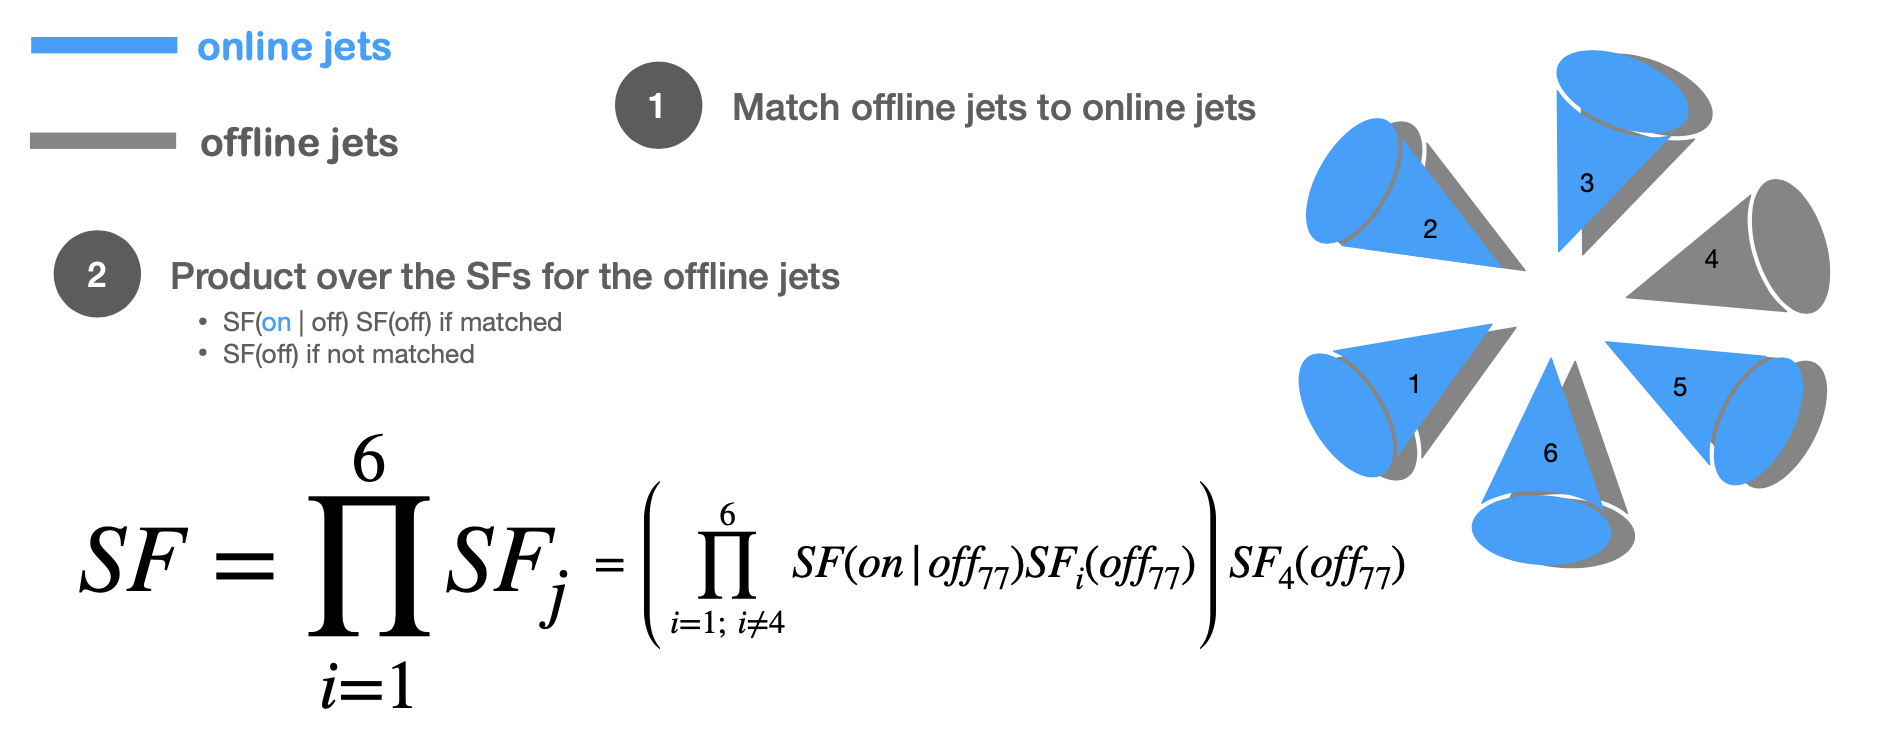 online jets
offline jets
1 Match offline jets to online jets
2 Product over the SFs for the offline jets
• SF(on | off) SF(off) if matched
• SF(off) if not matched
$SF = \prod_{i=1}^{6} SF_j = \left( \prod_{i=1;\ i\neq 4}^{6} SF(on\,|\,off_{77})SF_i(off_{77}) \right) SF_4(off_{77})$
3
2
4
1
5
6